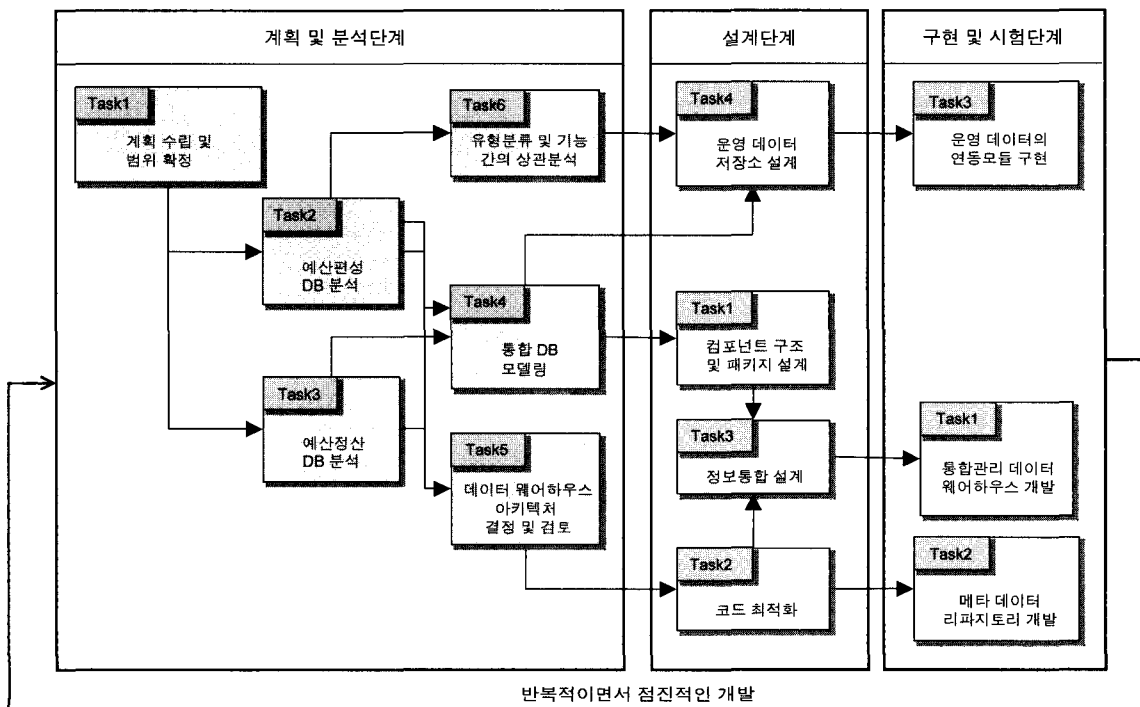 계획 및 분석단계
Task1
계획 수립 및
범위 확정
Task2
예산편성
DB 분석
Task3
예산정산
DB 분석
Task6
유형분류 및 기능
간의 상관분석
Task4
통합 DB
모델링
Task5
데이터 웨어하우스
아키텍처
결정 및 검토
설계단계
Task4
운영 데이터
저장소 설계
Task1
컴포넌트 구조
및 패키지 설계
Task3
정보통합 설계
Task2
코드 최적화
구현 및 시험단계
Task3
운영 데이터의
연동모듈 구현
Task1
통합관리 데이터
웨어하우스 개발
Task2
메타 데이터
리파지토리 개발
반복적이면서 점진적인 개발